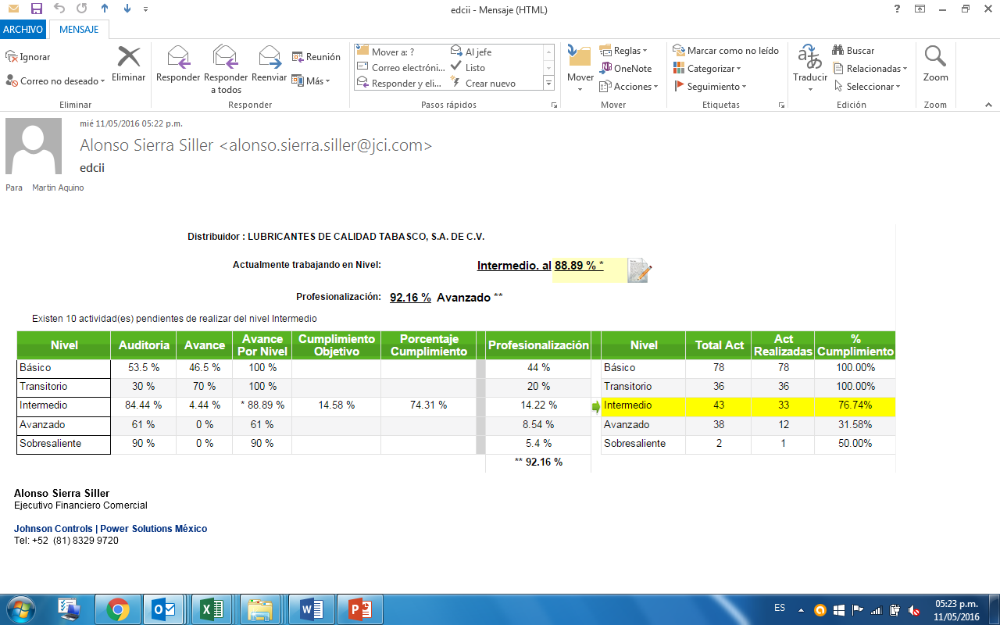 edcii - Mensaje (HTML)
ARCHIVO MENSAJE
Ignorar
Correo no deseado
Eliminar
Eliminar
Responder
Responder a todos
Reenviar
Reunión
Más
Responder
Mover a: ?
Al jefe
Correo electróni...
Listo
Responder y eli...
Crear nuevo
Pasos rápidos
Mover
Reglas
OneNote
Acciones
Mover
Marcar como no leído
Categorizar
Seguimiento
Etiquetas
Traducir
Buscar
Relacionadas
Seleccionar
Edición
Zoom
Zoom
mié 11/05/2016 05:22 p.m.
Alonso Sierra Siller <alonso.sierra.siller@jci.com>
edcii
Para Martin Aquino
Distribuidor : LUBRICANTES DE CALIDAD TABASCO, S.A. DE C.V.
Actualmente trabajando en Nivel: Intermedio. al 88.89 % *
Profesionalización: 92.16 % Avanzado **
Existen 10 actividad(es) pendientes de realizar del nivel Intermedio
Nivel Auditoria Avance Avance Por Nivel Cumplimiento Objetivo Porcentaje Cumplimiento Profesionalización Nivel Total Act Act Realizadas % Cumplimiento
Básico 53.5 % 46.5 % 100 % 44 % Básico 78 78 100.00%
Transitorio 30 % 70 % 100 % 20 % Transitorio 36 36 100.00%
Intermedio 84.44 % 4.44 % * 88.89 % 14.58 % 74.31 % 14.22 % Intermedio 43 33 76.74%
Avanzado 61 % 0 % 61 % 8.54 % Avanzado 38 12 31.58%
Sobresaliente 90 % 0 % 90 % 5.4 % Sobresaliente 2 1 50.00%
** 92.16 %
Alonso Sierra Siller
Ejecutivo Financiero Comercial
Johnson Controls | Power Solutions México
Tel: +52 (81) 8329 9720
ES
05:23 p.m.
11/05/2016